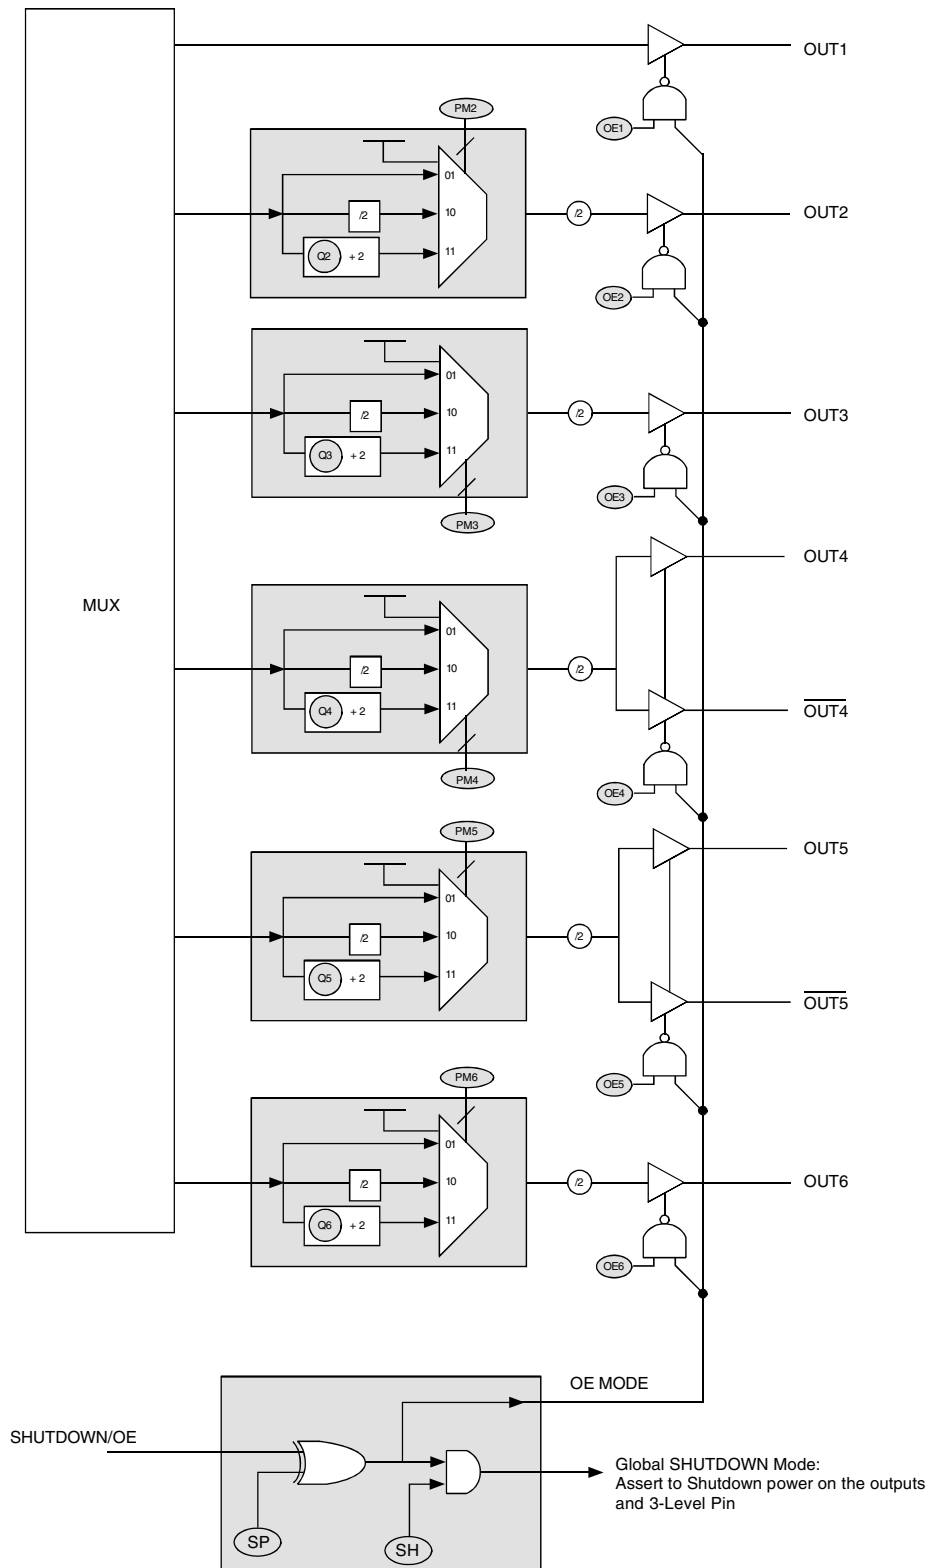 OUT1
OE1
PM2
01
/2
10
Q2 + 2
11
/2
OUT2
OE2
01
/2
10
Q3 + 2
11
PM3
/2
OUT3
OE3
MUX
01
/2
10
Q4 + 2
11
PM4
/2
OUT4
OUT4
OE4
PM5
01
/2
10
Q5 + 2
11
/2
OUT5
OUT5
OE5
PM6
01
/2
10
Q6 + 2
11
/2
OUT6
OE6
OE MODE
SHUTDOWN/OE
SP
SH
Global SHUTDOWN Mode:
Assert to Shutdown power on the outputs
and 3-Level Pin